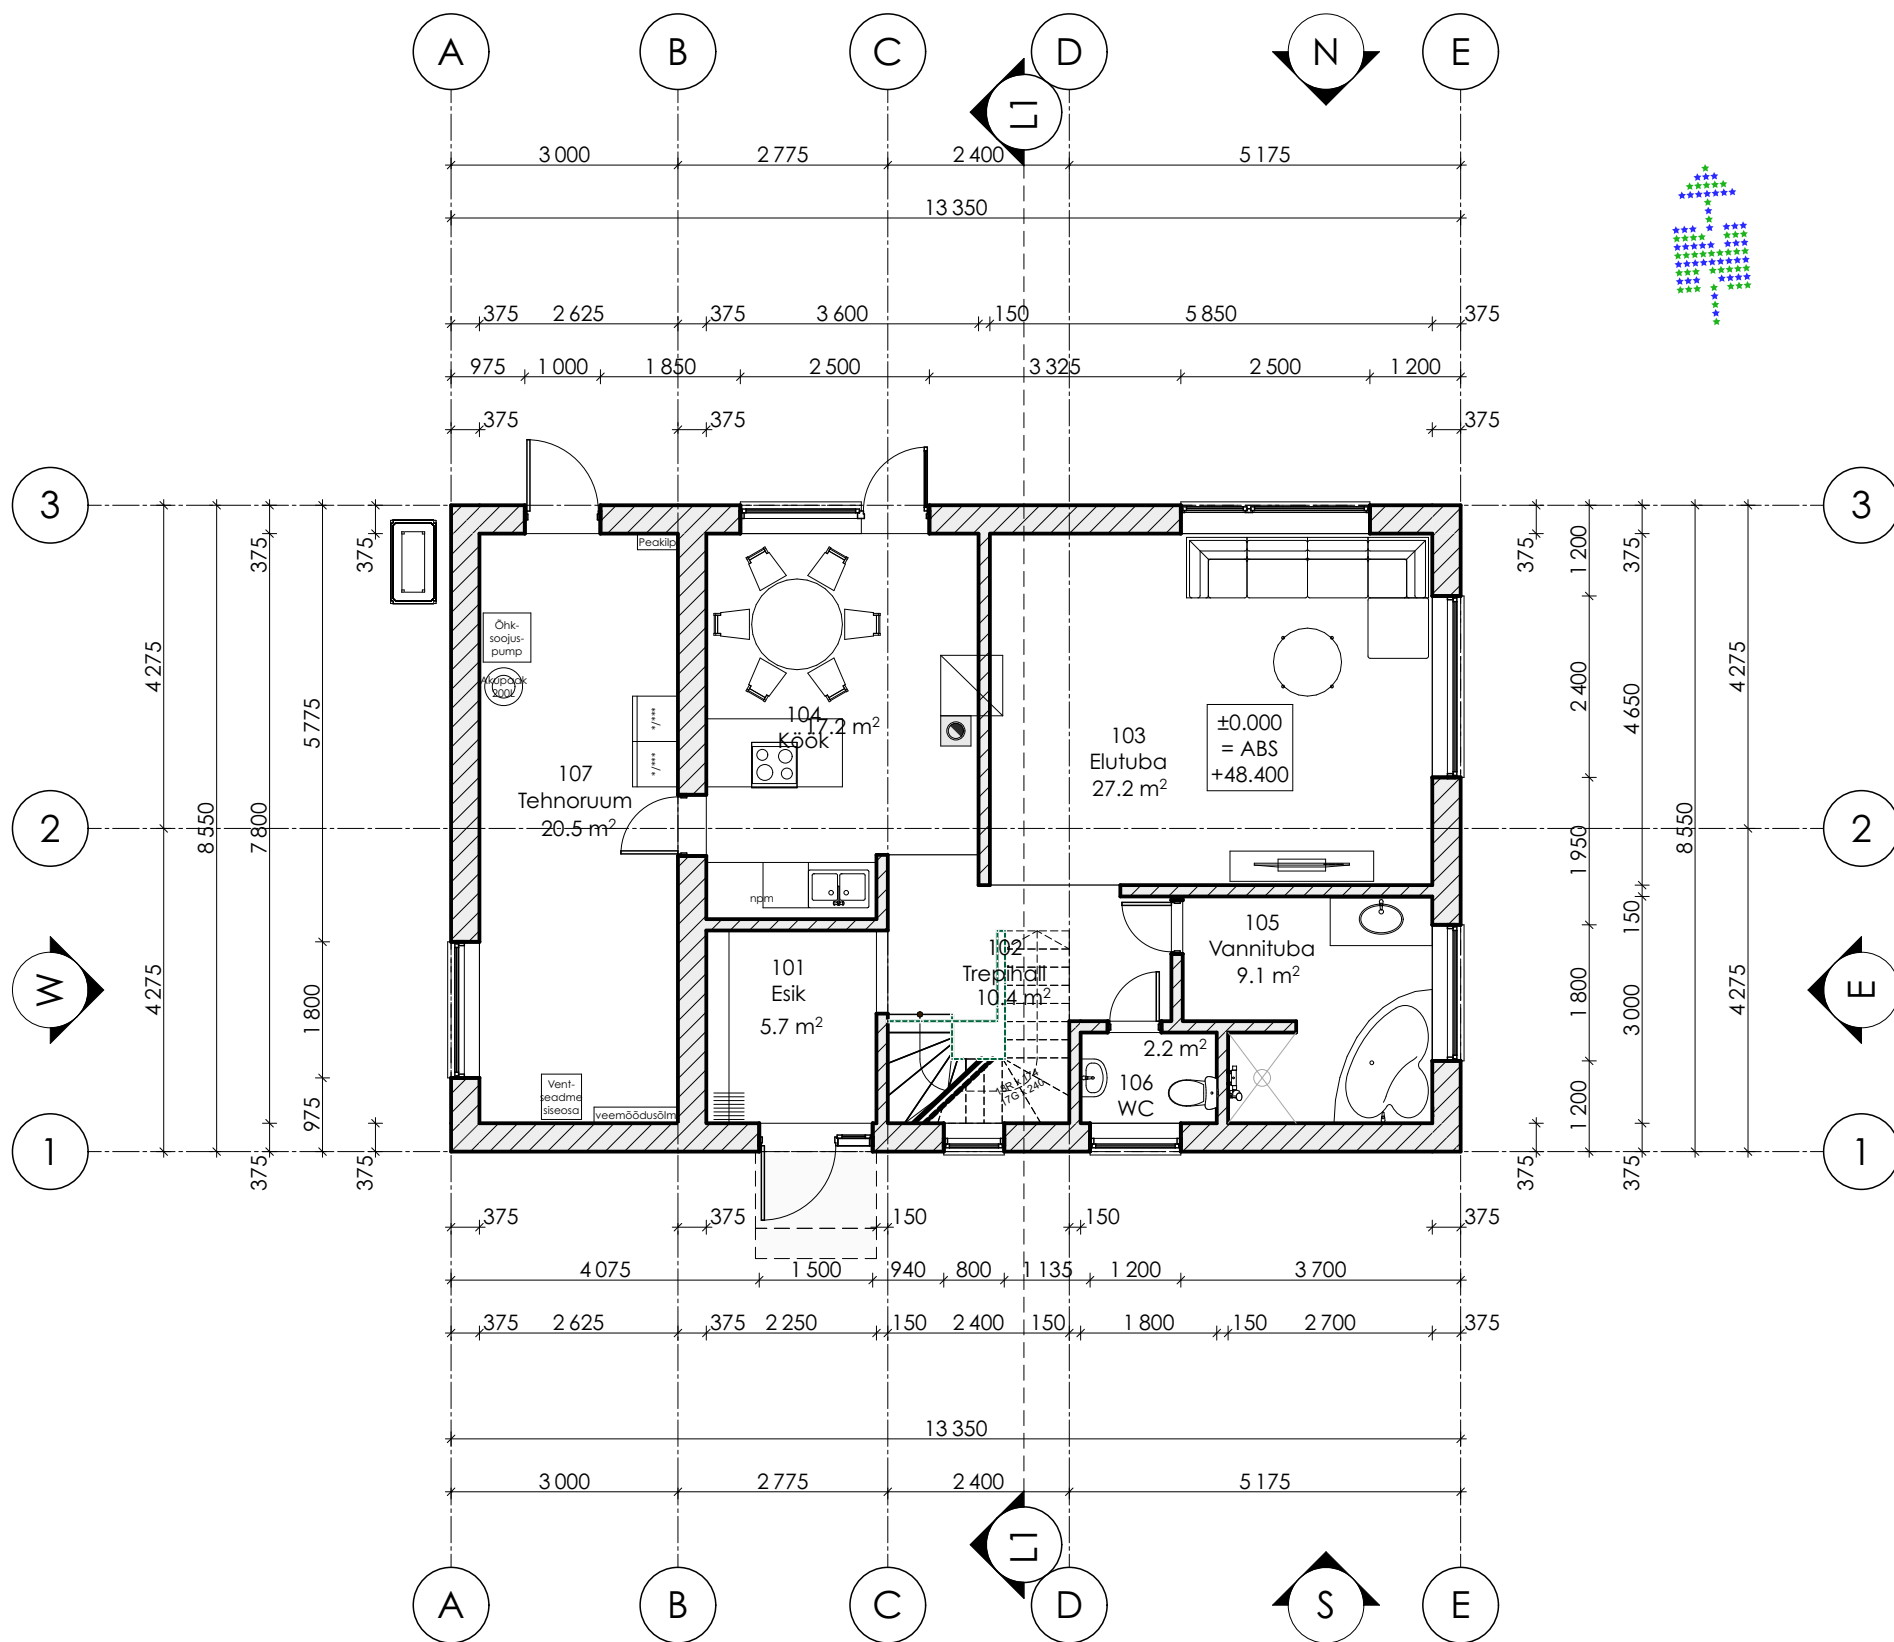 A B C D N E
L1
3 000 2 775 2 400 5 175
13 350
375 2 625 375 3 600 150 5 850 375
975 1 000 1 850 2 500 3 325 2 500 1 200
375 375 375
3 3
375 375 375 1 200 375
Peakilp
Õhk-
soojus-
pump
Akupaak
200L
*/***
*/***
104 17.2 m²
Köök
103
Elutuba
27.2 m²
±0.000
= ABS
+48.400
107
Tehnoruum
20.5 m²
4 275 5 775 2 400 4 650 4 275
2 2
8 550 7 800 1 950 8 550
npm
101
Esik
5.7 m²
102
Trepihall
10.4 m²
105
Vannituba
9.1 m²
W E
4 275 1 800 150 1 800 3 000 4 275
2.2 m²
106
WC
18R x 174
17G x 240
Vent-
seadme
siseosa
veemõõdusõlm
975 1 200
1 1
375 375 375 375
375 375 150 150 375
4 075 1 500 940 800 1 135 1 200 3 700
375 2 625 375 2 250 150 2 400 150 1 800 150 2 700 375
13 350
3 000 2 775 2 400 5 175
L1
A B C D S E